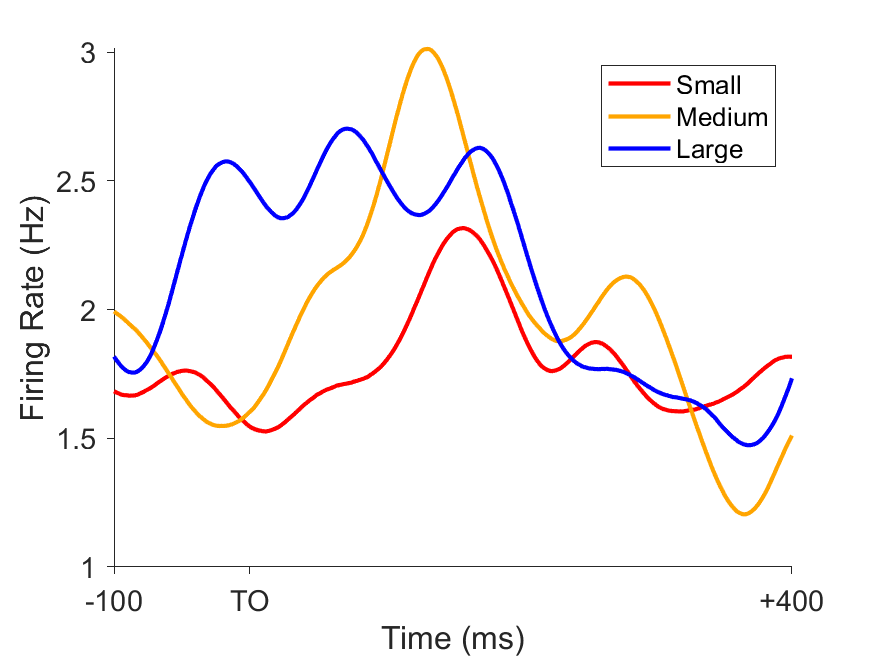 3
2.5
2
1.5
1
Firing Rate (Hz)
Small
Medium
Large
-100
TO
+400
Time (ms)